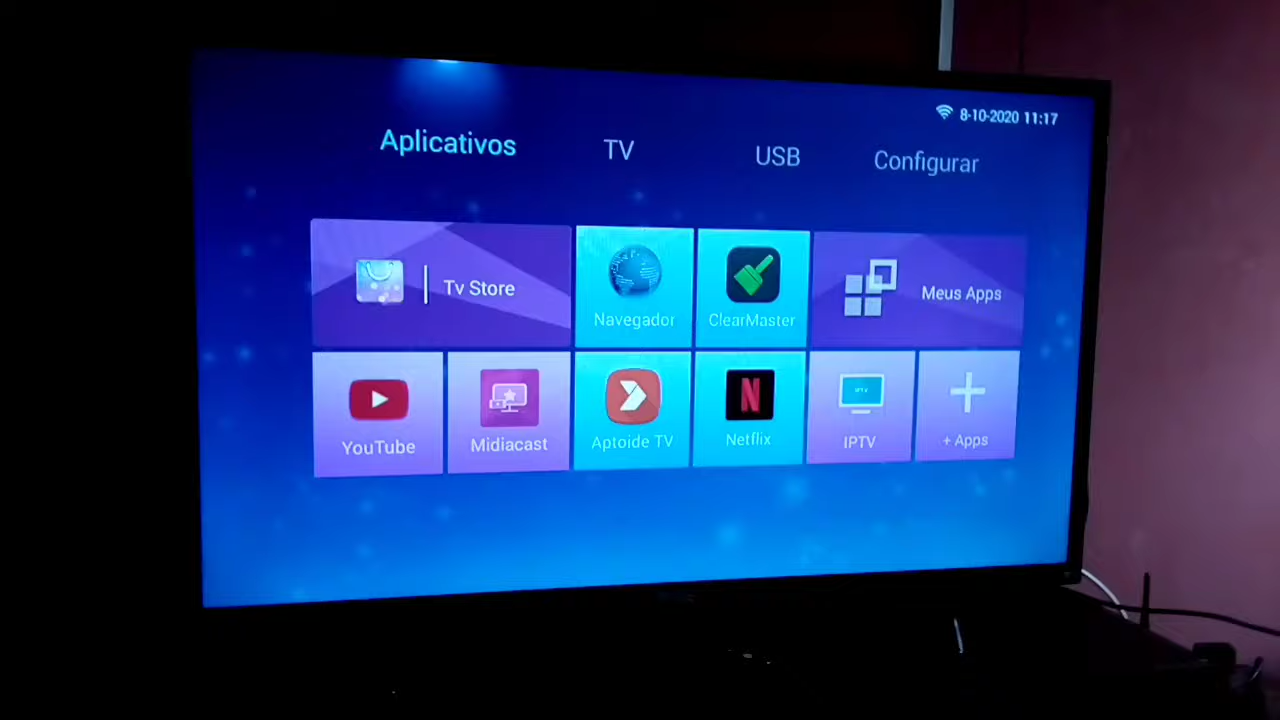 8-10-2020 11:17
Aplicativos
TV
USB
Configurar
Tv Store
Navegador
ClearMaster
Meus Apps
YouTube
Midiacast
Aptoide TV
N
Netflix
IPTV
IPTV
+ Apps